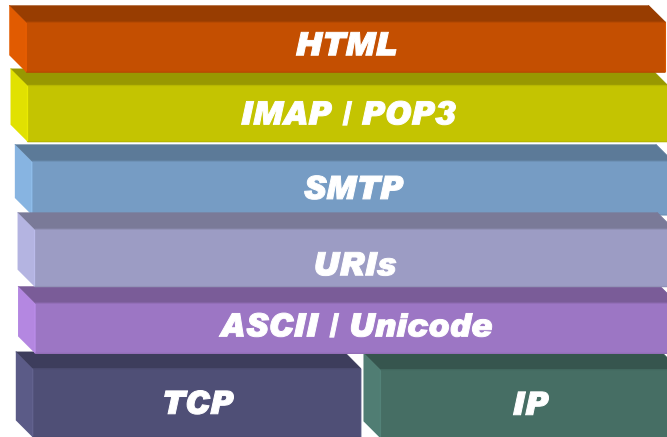 HTML
IMAP / POP3
SMTP
URIs
ASCII / Unicode
TCP
IP